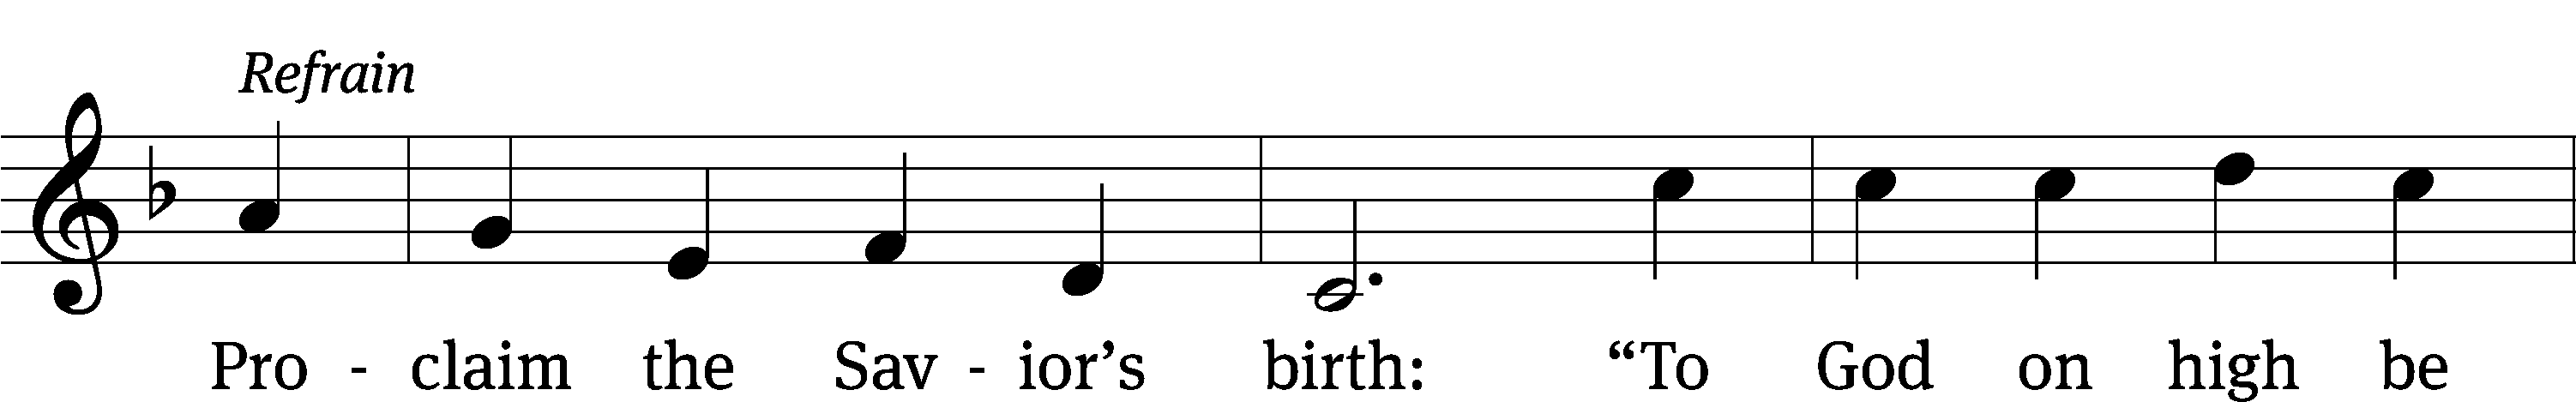 Refrain
Pro - claim the Sav - ior’s birth: “To God on high be